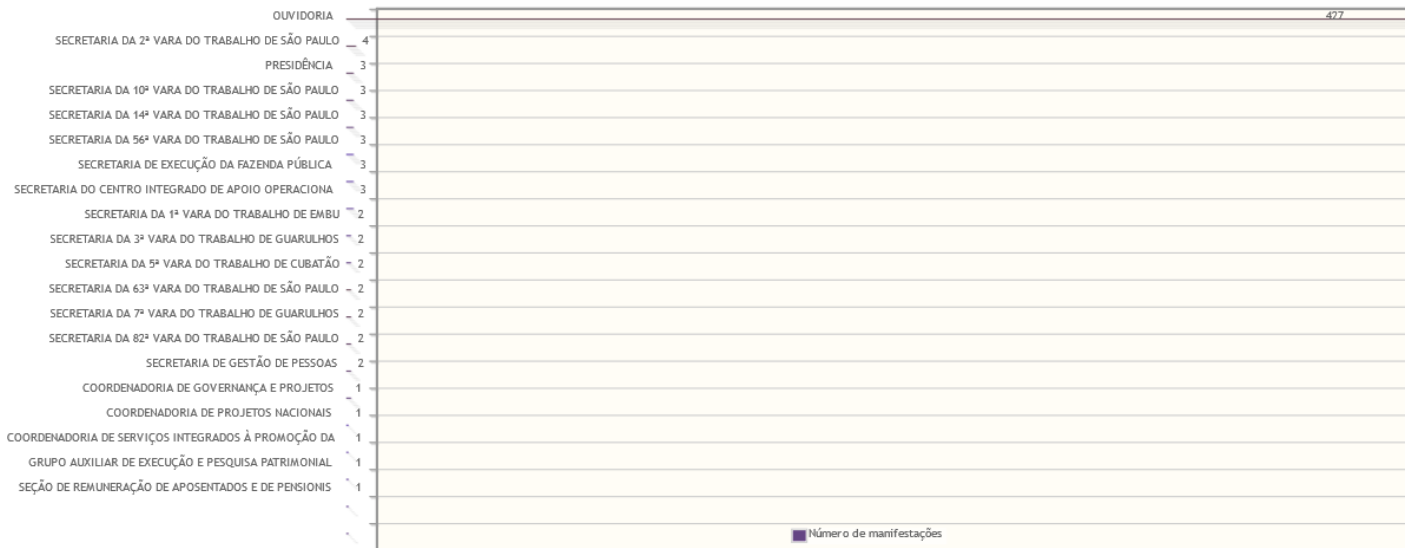 OUVIDORIA 427
SECRETARIA DA 2ª VARA DO TRABALHO DE SÃO PAULO 4
PRESIDÊNCIA 3
SECRETARIA DA 10ª VARA DO TRABALHO DE SÃO PAULO 3
SECRETARIA DA 14ª VARA DO TRABALHO DE SÃO PAULO 3
SECRETARIA DA 56ª VARA DO TRABALHO DE SÃO PAULO 3
SECRETARIA DE EXECUÇÃO DA FAZENDA PÚBLICA 3
SECRETARIA DO CENTRO INTEGRADO DE APOIO OPERACIONA 3
SECRETARIA DA 1ª VARA DO TRABALHO DE EMBU 2
SECRETARIA DA 3ª VARA DO TRABALHO DE GUARULHOS 2
SECRETARIA DA 5ª VARA DO TRABALHO DE CUBATÃO 2
SECRETARIA DA 63ª VARA DO TRABALHO DE SÃO PAULO 2
SECRETARIA DA 7ª VARA DO TRABALHO DE GUARULHOS 2
SECRETARIA DA 82ª VARA DO TRABALHO DE SÃO PAULO 2
SECRETARIA DE GESTÃO DE PESSOAS 2
COORDENADORIA DE GOVERNANÇA E PROJETOS 1
COORDENADORIA DE PROJETOS NACIONAIS 1
COORDENADORIA DE SERVIÇOS INTEGRADOS À PROMOÇÃO DA 1
GRUPO AUXILIAR DE EXECUÇÃO E PESQUISA PATRIMONIAL 1
SEÇÃO DE REMUNERAÇÃO DE APOSENTADOS E DE PENSIONIS 1
Número de manifestações